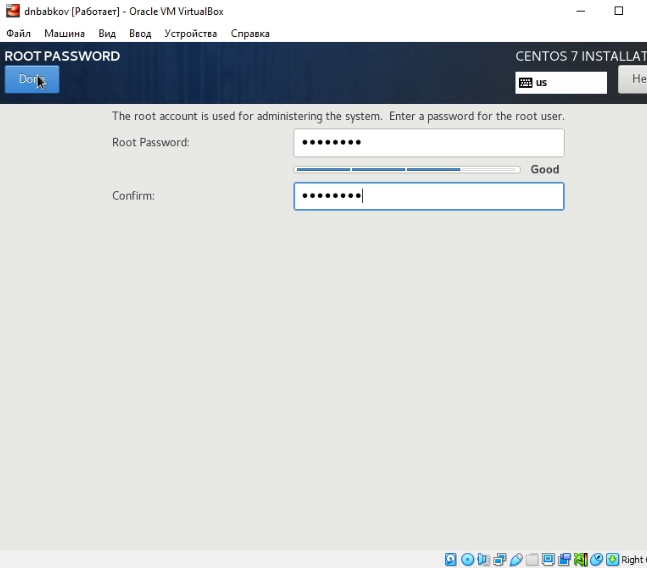 dnbabkov [Работает] - Oracle VM VirtualBox
Файл Машина Вид Ввод Устройства Справка
ROOT PASSWORD
CENTOS 7 INSTALLAT
Done
us
He
The root account is used for administering the system. Enter a password for the root user.
Root Password: ●●●●●●●●
Good
Confirm: ●●●●●●●●
Right